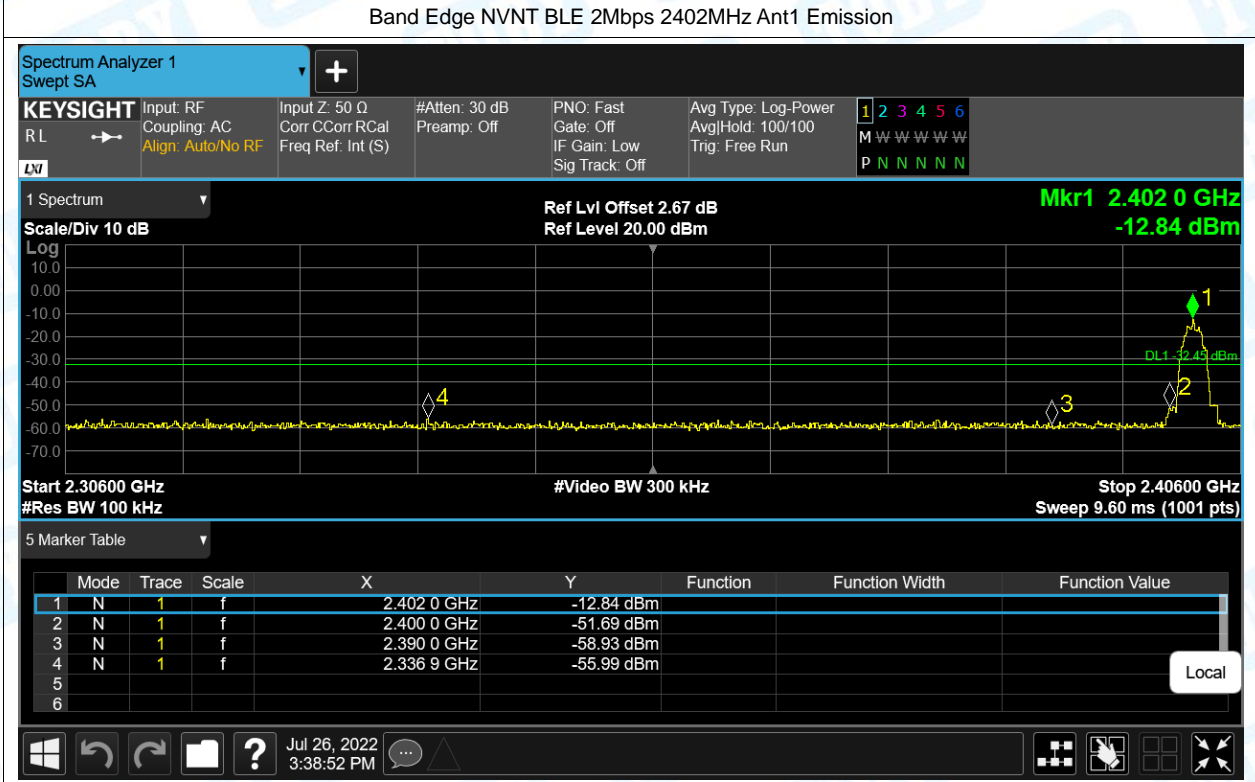 Band Edge NVNT BLE 2Mbps 2402MHz Ant1 Emission
Spectrum Analyzer 1
Swept SA
+
KEYSIGHT
R L
LXI
Input: RF
Coupling: AC
Align: Auto/No RF
Input Z: 50 Ω
Corr CCorr RCal
Freq Ref: Int (S)
#Atten: 30 dB
Preamp: Off
PNO: Fast
Gate: Off
IF Gain: Low
Sig Track: Off
Avg Type: Log-Power
Avg|Hold: 100/100
Trig: Free Run
1 2 3 4 5 6
M W W W W W
P N N N N N
1 Spectrum
Scale/Div 10 dB
Ref Lvl Offset 2.67 dB
Ref Level 20.00 dBm
Mkr1 2.402 0 GHz
-12.84 dBm
Log
10.0
0.00
-10.0
-20.0
-30.0
-40.0
-50.0
-60.0
-70.0
1
DL1 -32.45 dBm
2
3
4
Start 2.30600 GHz
#Res BW 100 kHz
#Video BW 300 kHz
Stop 2.40600 GHz
Sweep 9.60 ms (1001 pts)
5 Marker Table
Mode Trace Scale X Y Function Function Width Function Value
1 N 1 f 2.402 0 GHz -12.84 dBm
2 N 1 f 2.400 0 GHz -51.69 dBm
3 N 1 f 2.390 0 GHz -58.93 dBm
4 N 1 f 2.336 9 GHz -55.99 dBm
5
6
Local
?
Jul 26, 2022
3:38:52 PM